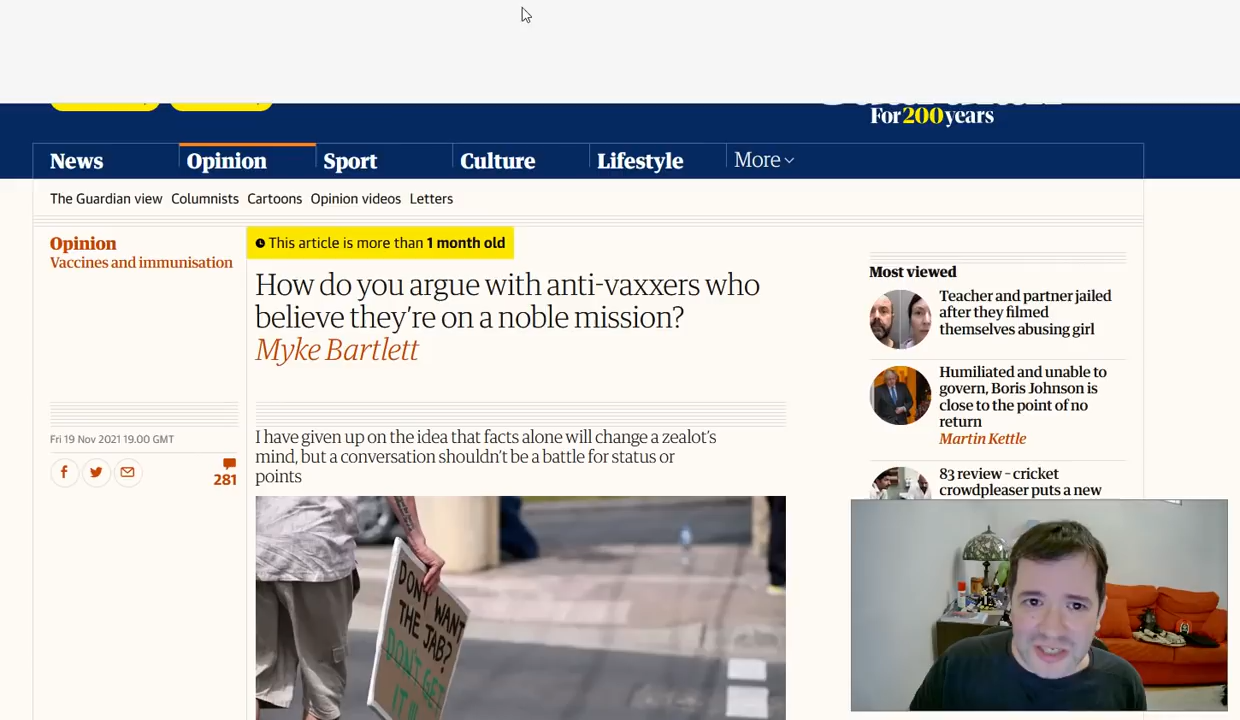 For 200 years
News
Opinion
Sport
Culture
Lifestyle
More
The Guardian view
Columnists
Cartoons
Opinion videos
Letters
Opinion
Vaccines and immunisation
Fri 19 Nov 2021 19.00 GMT
281
This article is more than 1 month old
How do you argue with anti-vaxxers who
believe they're on a noble mission?
Myke Bartlett
I have given up on the idea that facts alone will change a zealot's
mind, but a conversation shouldn't be a battle for status or
points
DON'T WANT
THE JAB?
DON'T GET
IT!!!
Most viewed
Teacher and partner jailed
after they filmed
themselves abusing girl
Humiliated and unable to
govern, Boris Johnson is
close to the point of no
return
Martin Kettle
83 review – cricket
crowdpleaser puts a new